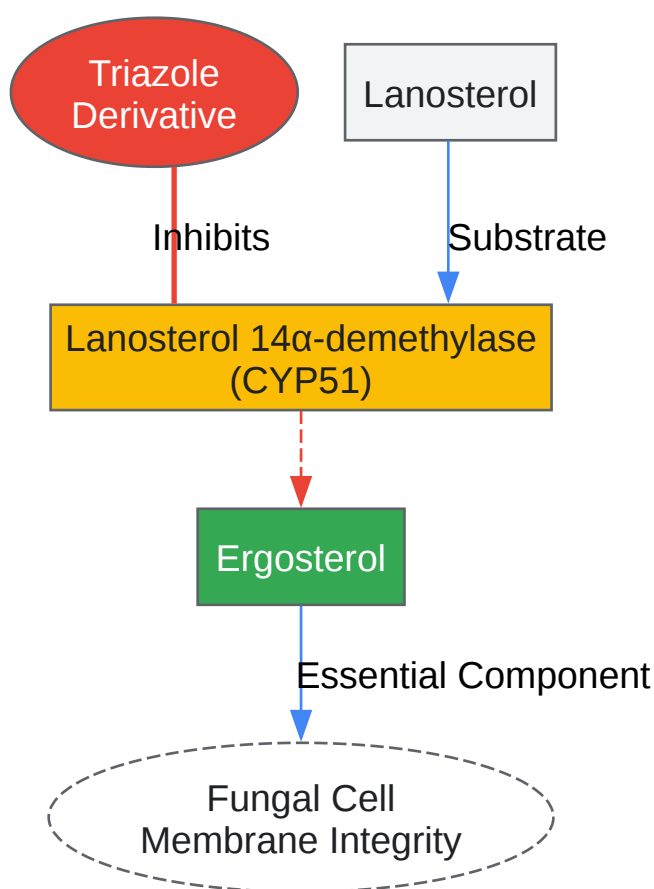 Triazole
Derivative
Lanosterol
Inhibits
Substrate
Lanosterol 14α-demethylase
(CYP51)
Ergosterol
Essential Component
Fungal Cell
Membrane Integrity